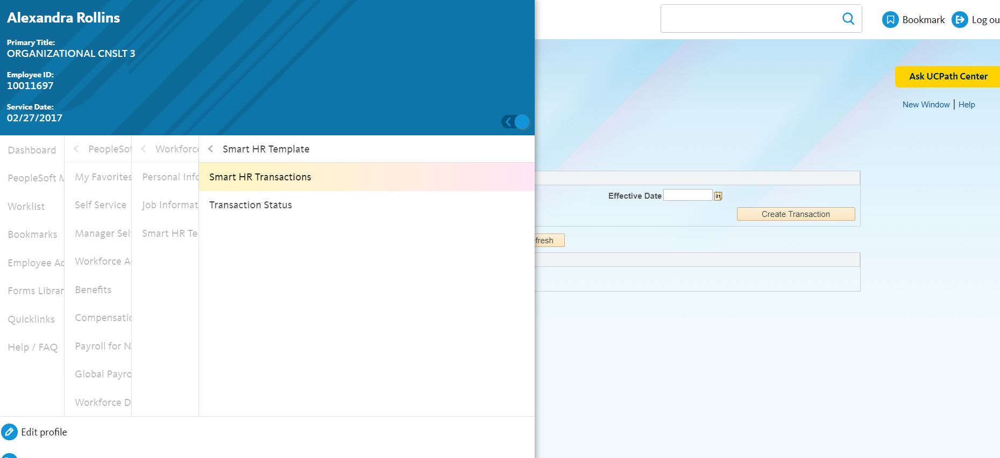 Alexandra Rollins
Primary Title:
ORGANIZATIONAL CNSLT 3
Employee ID:
10011697
Service Date:
02/27/2017
Bookmark
Log ou
Ask UCPath Center
New Window | Help
Dashboard
PeopleSoft M
Worklist
Bookmarks
Employee Ac
Forms Librar
Quicklinks
Help / FAQ
PeopleSof
My Favorites
Self Service
Manager Sel
Workforce A
Benefits
Compensatio
Payroll for N
Global Payro
Workforce D
Workforce
Personal Info
Job Informat
Smart HR Te
Smart HR Template
Smart HR Transactions
Transaction Status
Effective Date
31
Create Transaction
efresh
Edit profile